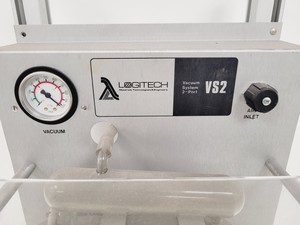 LOGITECH
Vacuum
System
2-Port
VS2
VACUUM
AIR
INLET